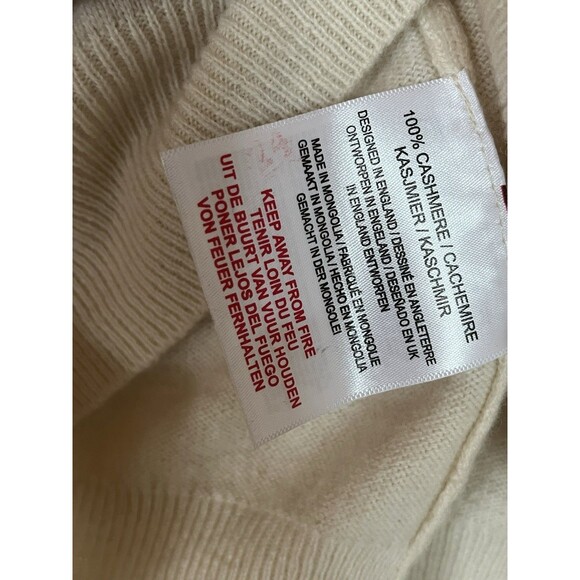 100% CASHMERE / CACHEMIRE
KASJMIER / KASCHMIR
DESIGNED IN ENGLAND / DESSINÉ EN ANGLETERRE
ONTWORPEN IN ENGELAND / DESEÑADO EN UK
IN ENGLAND ENTWORFEN
MADE IN MONGOLIA / FABRIQUÉ EN MONGOLIE
GEMAAKT IN MONGOLIA / HECHO EN MONGOLIA
GEMACHT IN DER MONGOLEI
KEEP AWAY FROM FIRE
TENIR LOIN DU FEU
UIT DE BUURT VAN VUUR HOUDEN
PONER LEJOS DEL FUEGO
VON FEUER FERNHALTEN